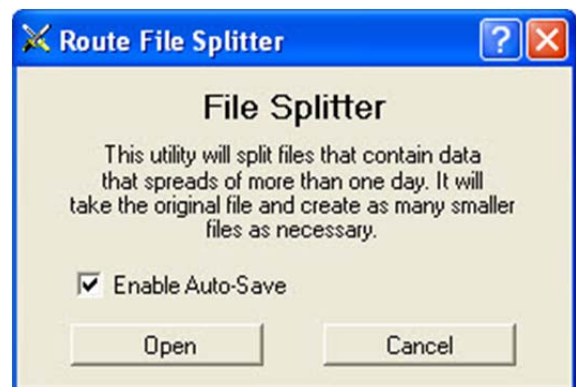 Route File Splitter
File Splitter
This utility will split files that contain data
that spreads of more than one day. It will
take the original file and create as many smaller
files as necessary.
Enable Auto-Save
Open Cancel